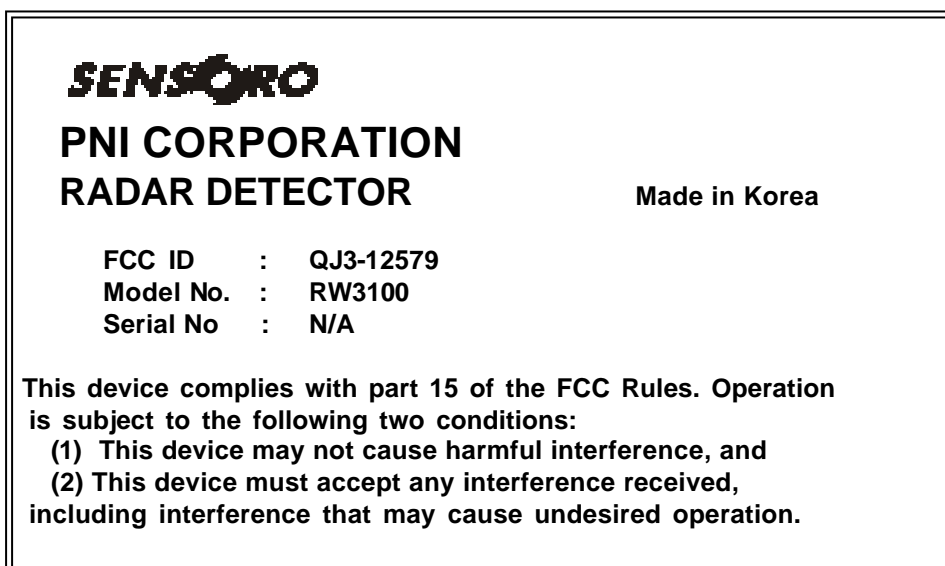 SENSORO
PNI CORPORATION
RADAR DETECTOR Made in Korea
FCC ID : QJ3-12579
Model No. : RW3100
Serial No : N/A
This device complies with part 15 of the FCC Rules. Operation
is subject to the following two conditions:
(1) This device may not cause harmful interference, and
(2) This device must accept any interference received,
including interference that may cause undesired operation.